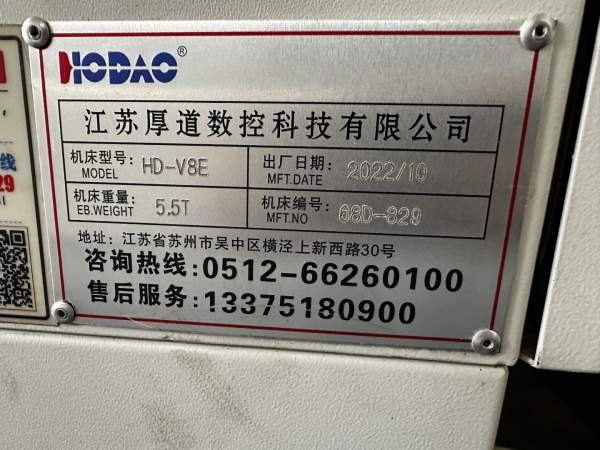 HODAO®
江苏厚道数控科技有限公司
机床型号: HD-V8E 出厂日期: 2022/10
MODEL MFT.DATE
机床重量: 5.5T 机床编号: 68D-829
EB.WEIGHT MFT.NO
地址: 江苏省苏州市吴中区横泾上新西路30号
咨询热线:0512-66260100
售后服务:13375180900
线
29